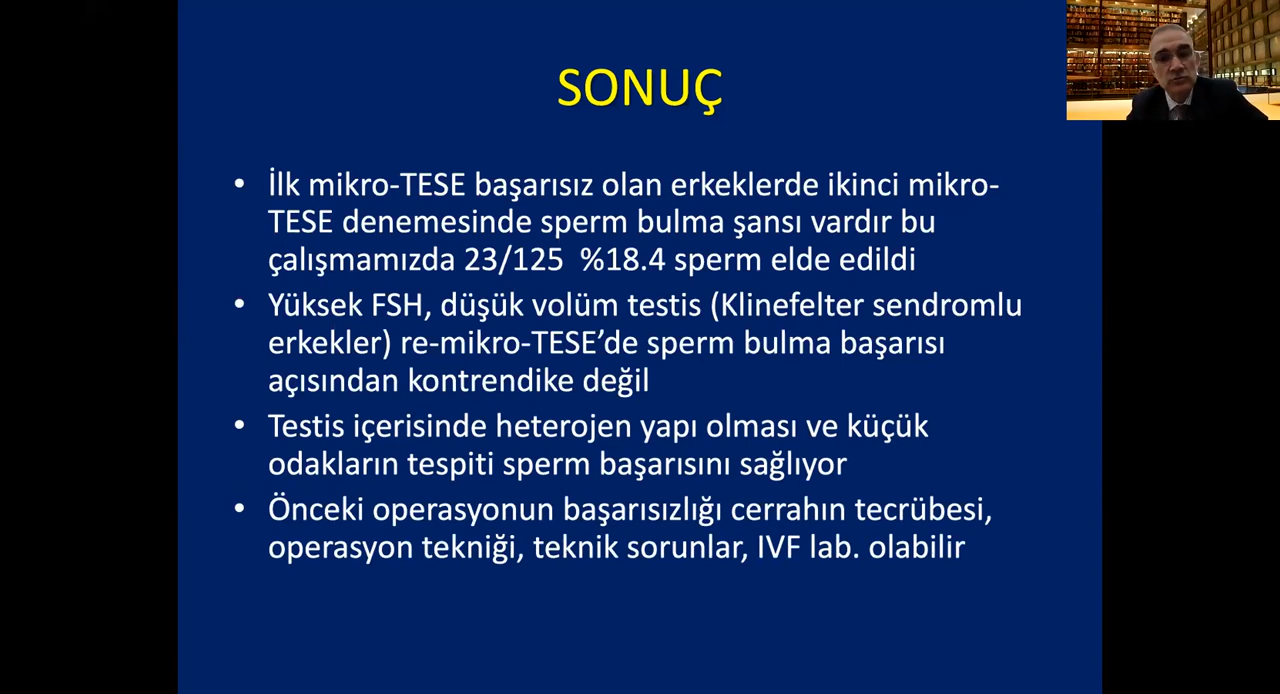 SONUÇ
• İlk mikro-TESE başarısız olan erkeklerde ikinci mikro-
TESE denemesinde sperm bulma şansı vardır bu
çalışmamızda 23/125 %18.4 sperm elde edildi
• Yüksek FSH, düşük volüm testis (Klinefelter sendromlu
erkekler) re-mikro-TESE’de sperm bulma başarısı
açısından kontrendike değil
• Testis içerisinde heterojen yapı olması ve küçük
odakların tespiti sperm başarısını sağlıyor
• Önceki operasyonun başarısızlığı cerrahın tecrübesi,
operasyon tekniği, teknik sorunlar, IVF lab. olabilir